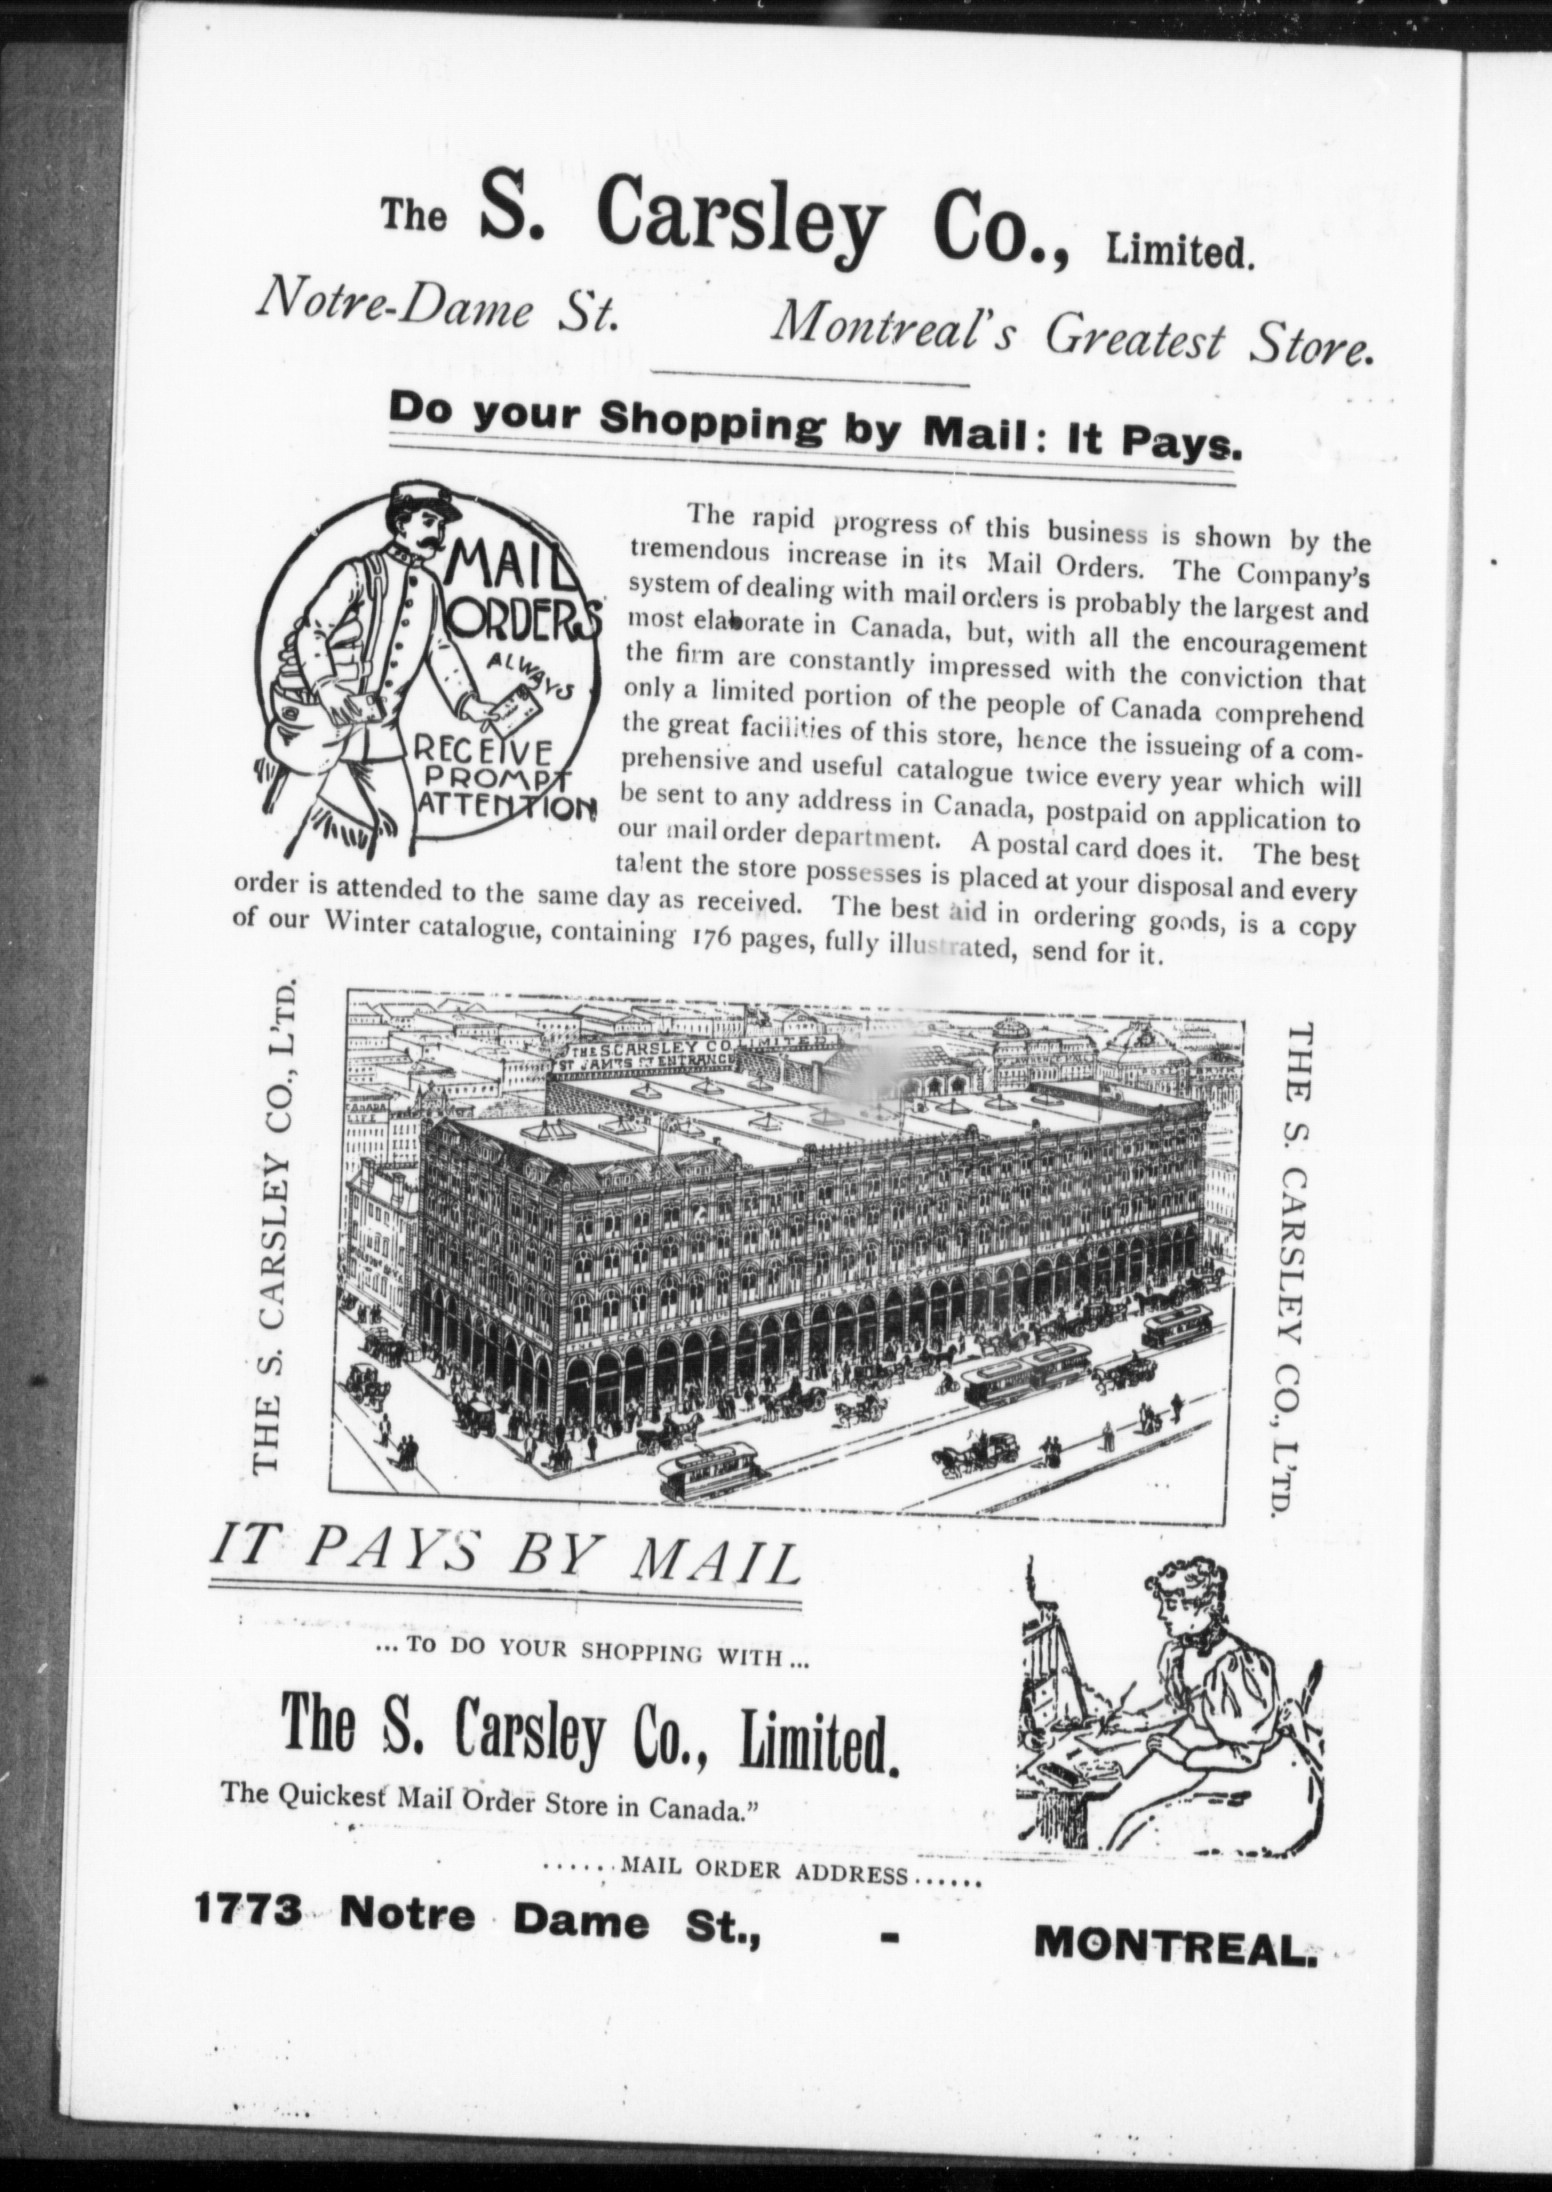 The S. Carsley Co., Limited.
Notre-Dame St. Montreal's Greatest Store.
Do your Shopping by Mail: It Pays.
MAIL
ORDERS
ALWAYS
RECEIVE
PROMPT
ATTENTION
The rapid progress of this business is shown by the
tremendous increase in its Mail Orders. The Company's
system of dealing with mail orders is probably the largest and
most elaborate in Canada, but, with all the encouragement
the firm are constantly impressed with the conviction that
only a limited portion of the people of Canada comprehend
the great facilities of this store, hence the issueing of a com-
prehensive and useful catalogue twice every year which will
be sent to any address in Canada, postpaid on application to
our mail order department. A postal card does it. The best
talent the store possesses is placed at your disposal and every
order is attended to the same day as received. The best aid in ordering goods, is a copy
of our Winter catalogue, containing 176 pages, fully illustrated, send for it.
THE S. CARSLEY CO., L'TD.
THE S. CARSLEY CO. LIMITED
ST JAMES ST ENTRANCE
CANADA
LIFE
THE S. CARSLEY CO LTD
THE S. CARSLEY CO., L'TD.
IT PAYS BY MAIL
... TO DO YOUR SHOPPING WITH ...
The S. Carsley Co., Limited.
The Quickest Mail Order Store in Canada."
......MAIL ORDER ADDRESS......
1773 Notre Dame St., - MONTREAL.